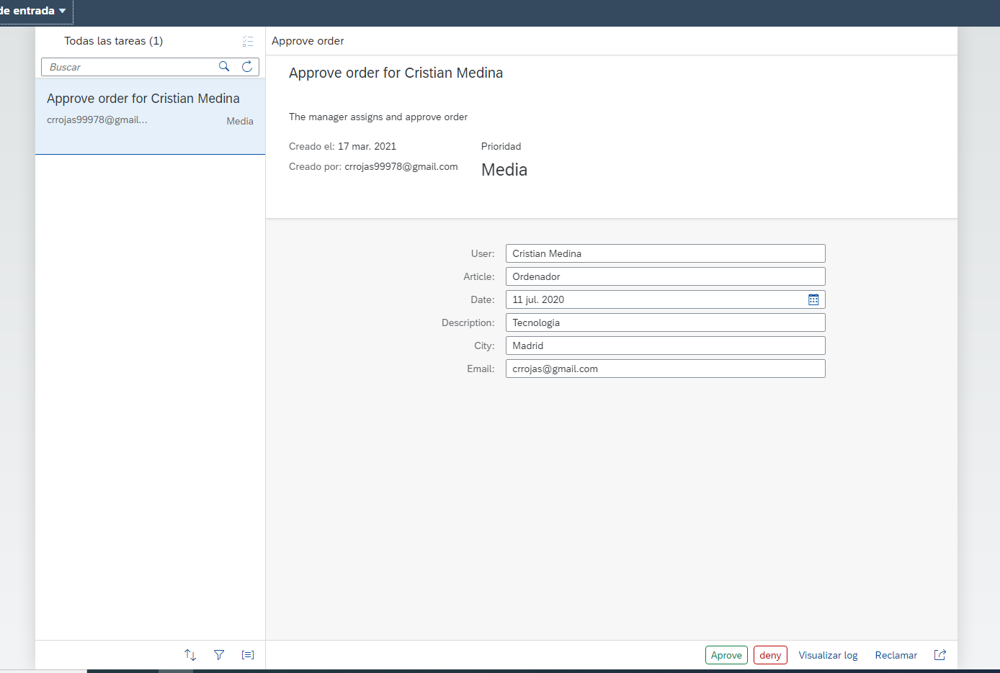 de entrada
Todas las tareas (1)
Buscar
Approve order for Cristian Medina
crrojas99978@gmail...
Media
Approve order
Approve order for Cristian Medina
The manager assigns and approve order
Creado el: 17 mar. 2021
Creado por: crrojas99978@gmail.com
Prioridad
Media
User: Cristian Medina
Article: Ordenador
Date: 11 jul. 2020
Description: Tecnologia
City: Madrid
Email: crrojas@gmail.com
Aprove deny Visualizar log Reclamar